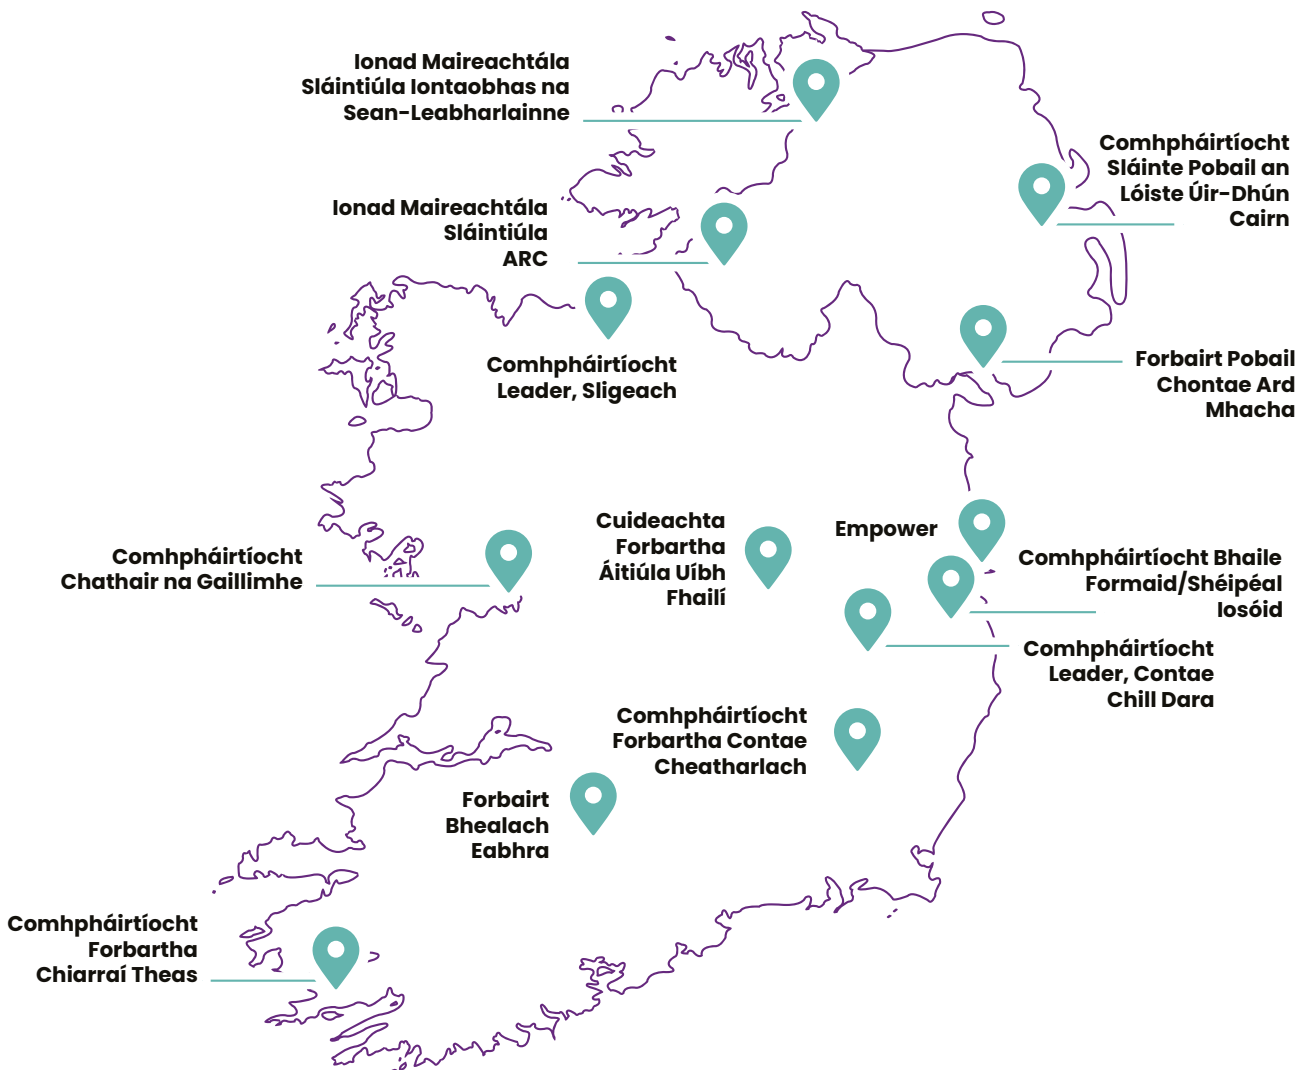 Ionad Maireachtála
Sláintiúla Iontaobhas na
Sean-Leabharlainne
Comhpháirtíocht
Sláinte Pobail an
Lóiste Úir-Dhún
Cairn
Ionad Maireachtála
Sláintiúla
ARC
Comhpháirtíocht
Leader, Sligeach
Forbairt Pobail
Chontae Ard
Mhacha
Cuideachta
Forbartha
Áitiúla Uíbh
Fhailí
Empower
Comhpháirtíocht
Chathair na Gaillimhe
Comhpháirtíocht Bhaile
Formaid/Shéipéal
Iosóid
Comhpháirtíocht
Leader, Contae
Chill Dara
Comhpháirtíocht
Forbartha Contae
Cheatharlach
Forbairt
Bhealach
Eabhra
Comhpháirtíocht
Forbartha
Chiarraí Theas